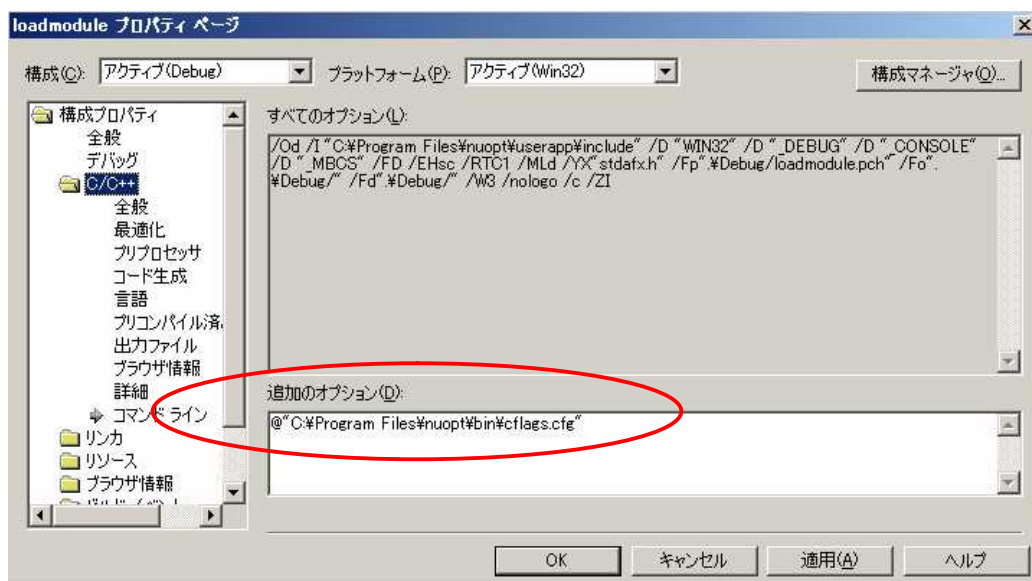 loadmodule プロパティ ページ
構成(C): アクティブ(Debug) プラットフォーム(P): アクティブ(Win32) 構成マネージャ(O)...
構成プロパティ
全般
デバッグ
C/C++
全般
最適化
プリプロセッサ
コード生成
言語
プリコンパイル済
出力ファイル
ブラウザ情報
詳細
コマンド ライン
リンカ
リソース
ブラウザ情報
すべてのオプション(L):
/Od /I "C:¥Program Files¥nuopt¥userapp¥include" /D "WIN32" /D "_DEBUG" /D "_CONSOLE"
/D "_MBCS" /FD /EHsc /RTC1 /MLd /YX"stdafx.h" /Fp".¥Debug/loadmodule.pch" /Fo".
¥Debug/" /Fd".¥Debug/" /W3 /nologo /c /ZI
追加のオプション(D):
@"C:¥Program Files¥nuopt¥bin¥cflags.cfg"
OK キャンセル 適用(A) ヘルプ